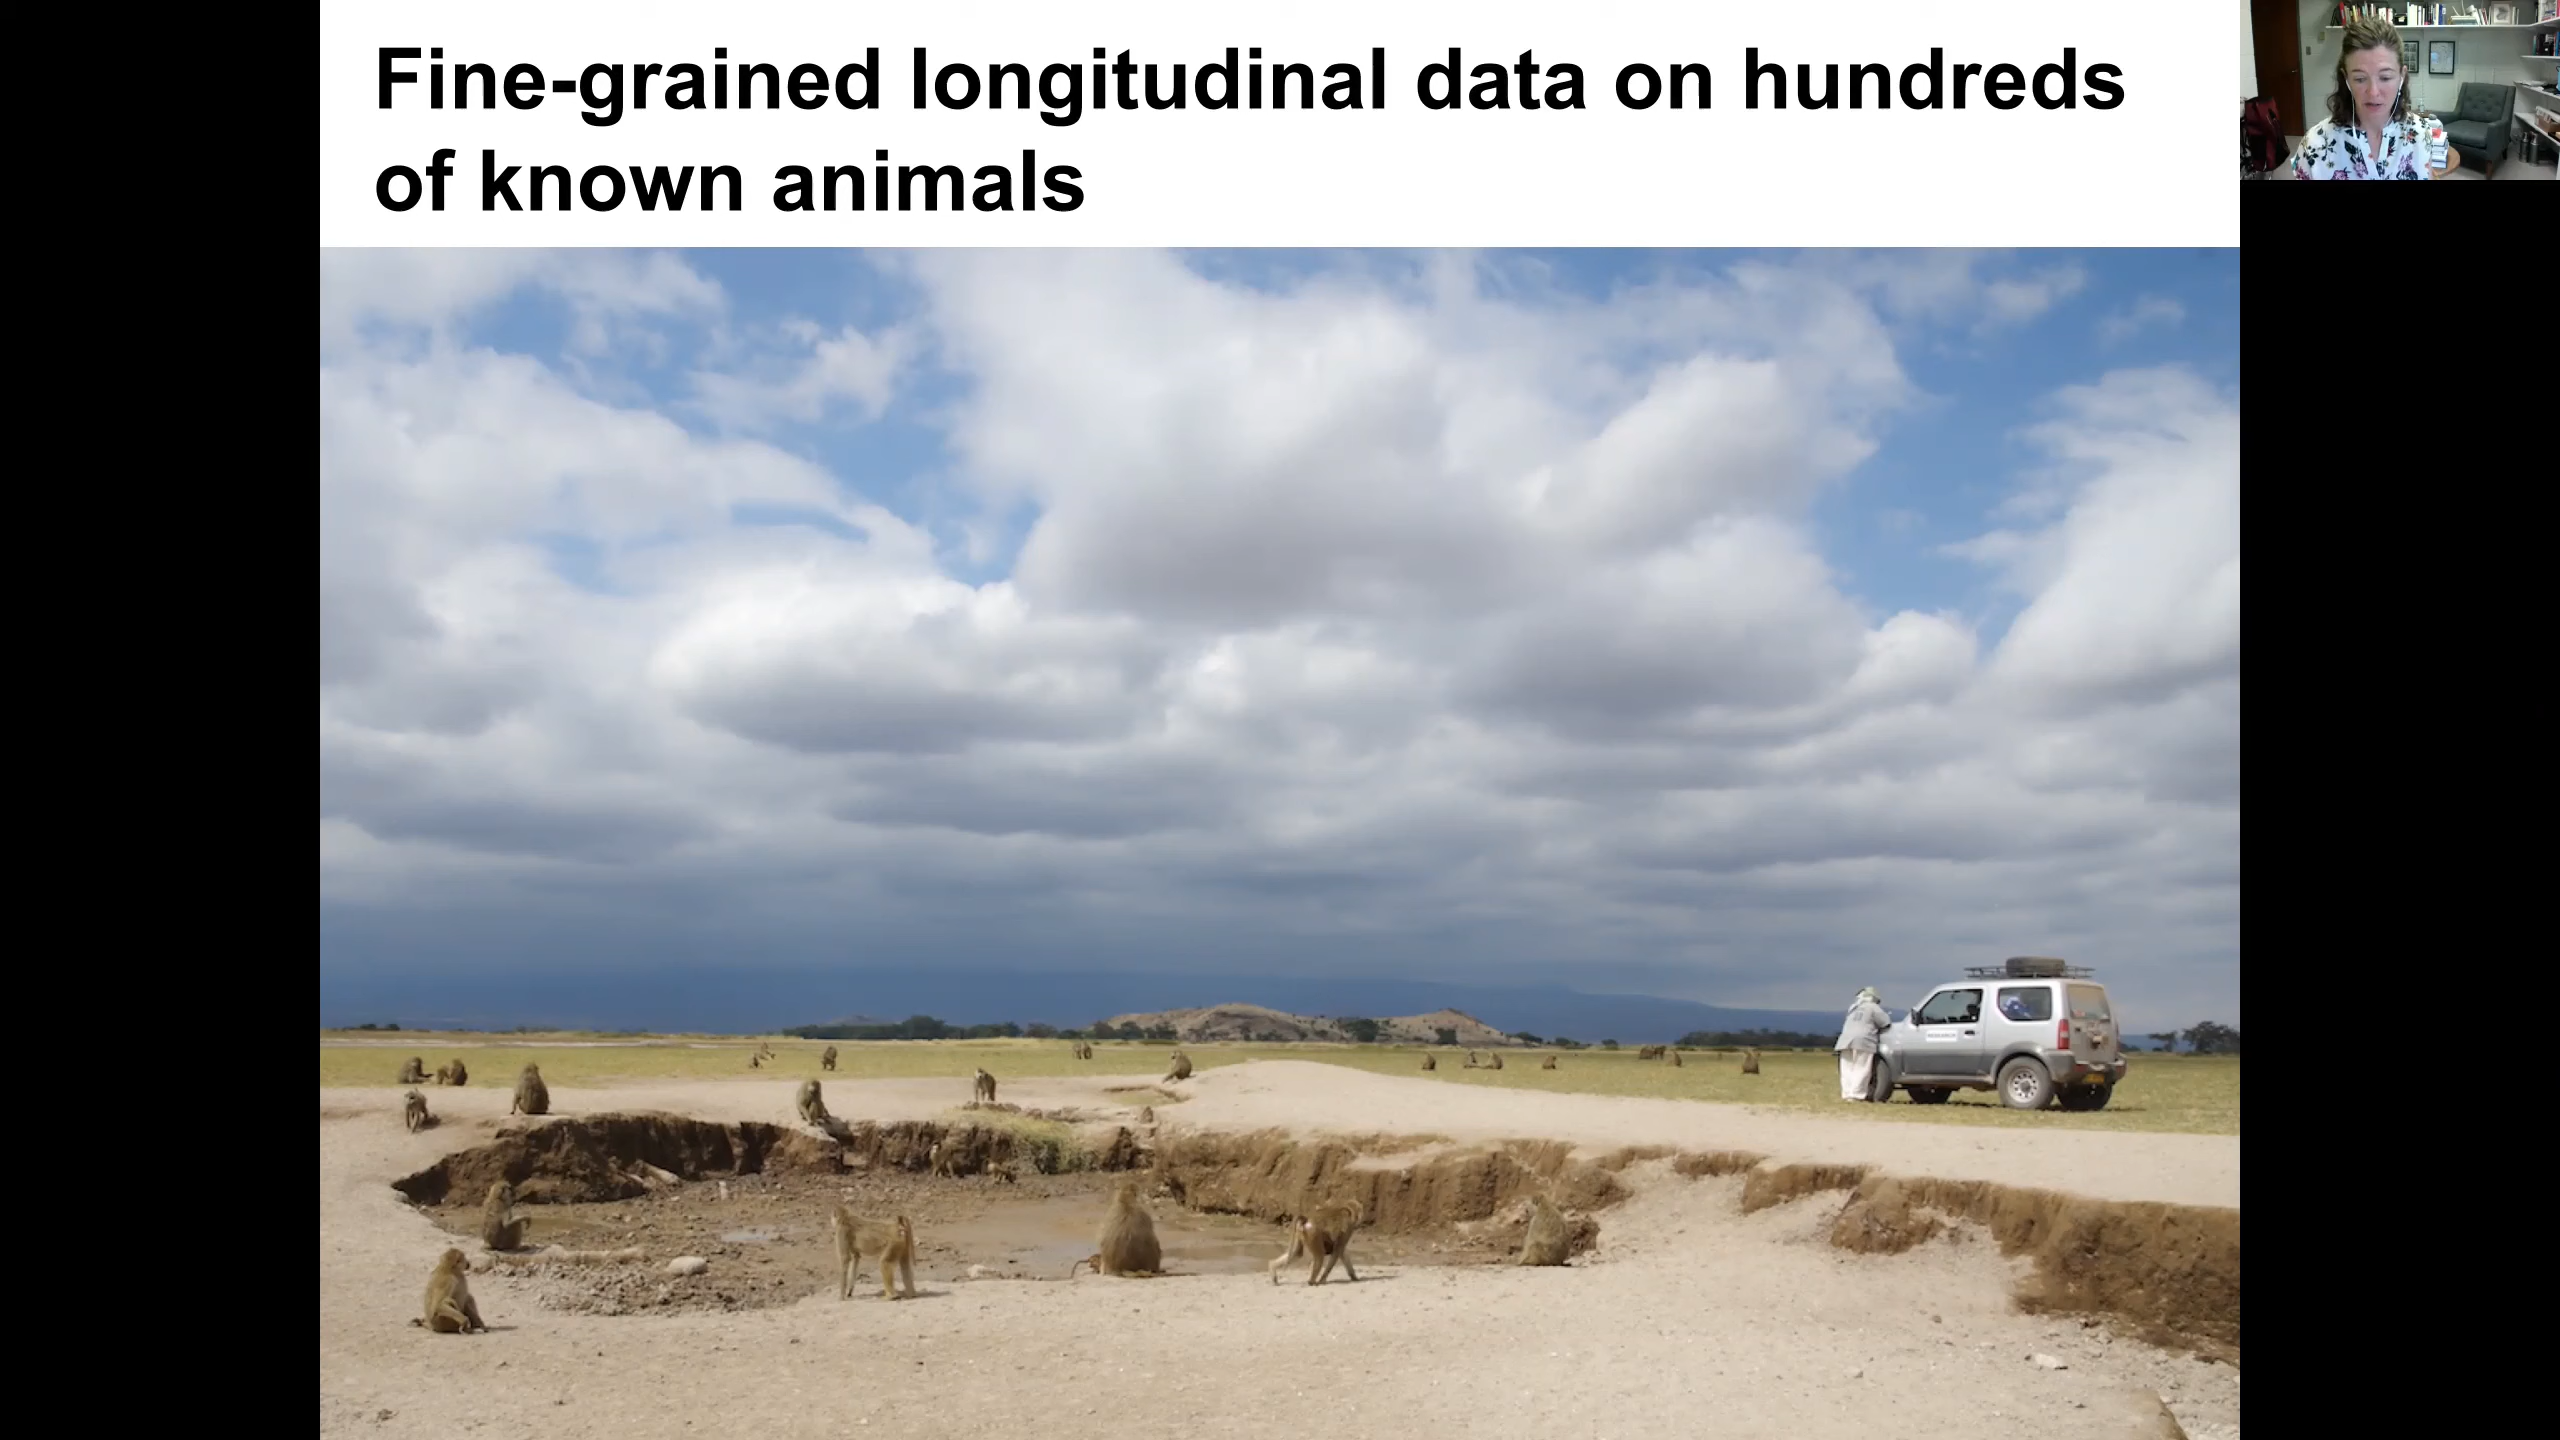 Fine-grained longitudinal data on hundreds
of known animals